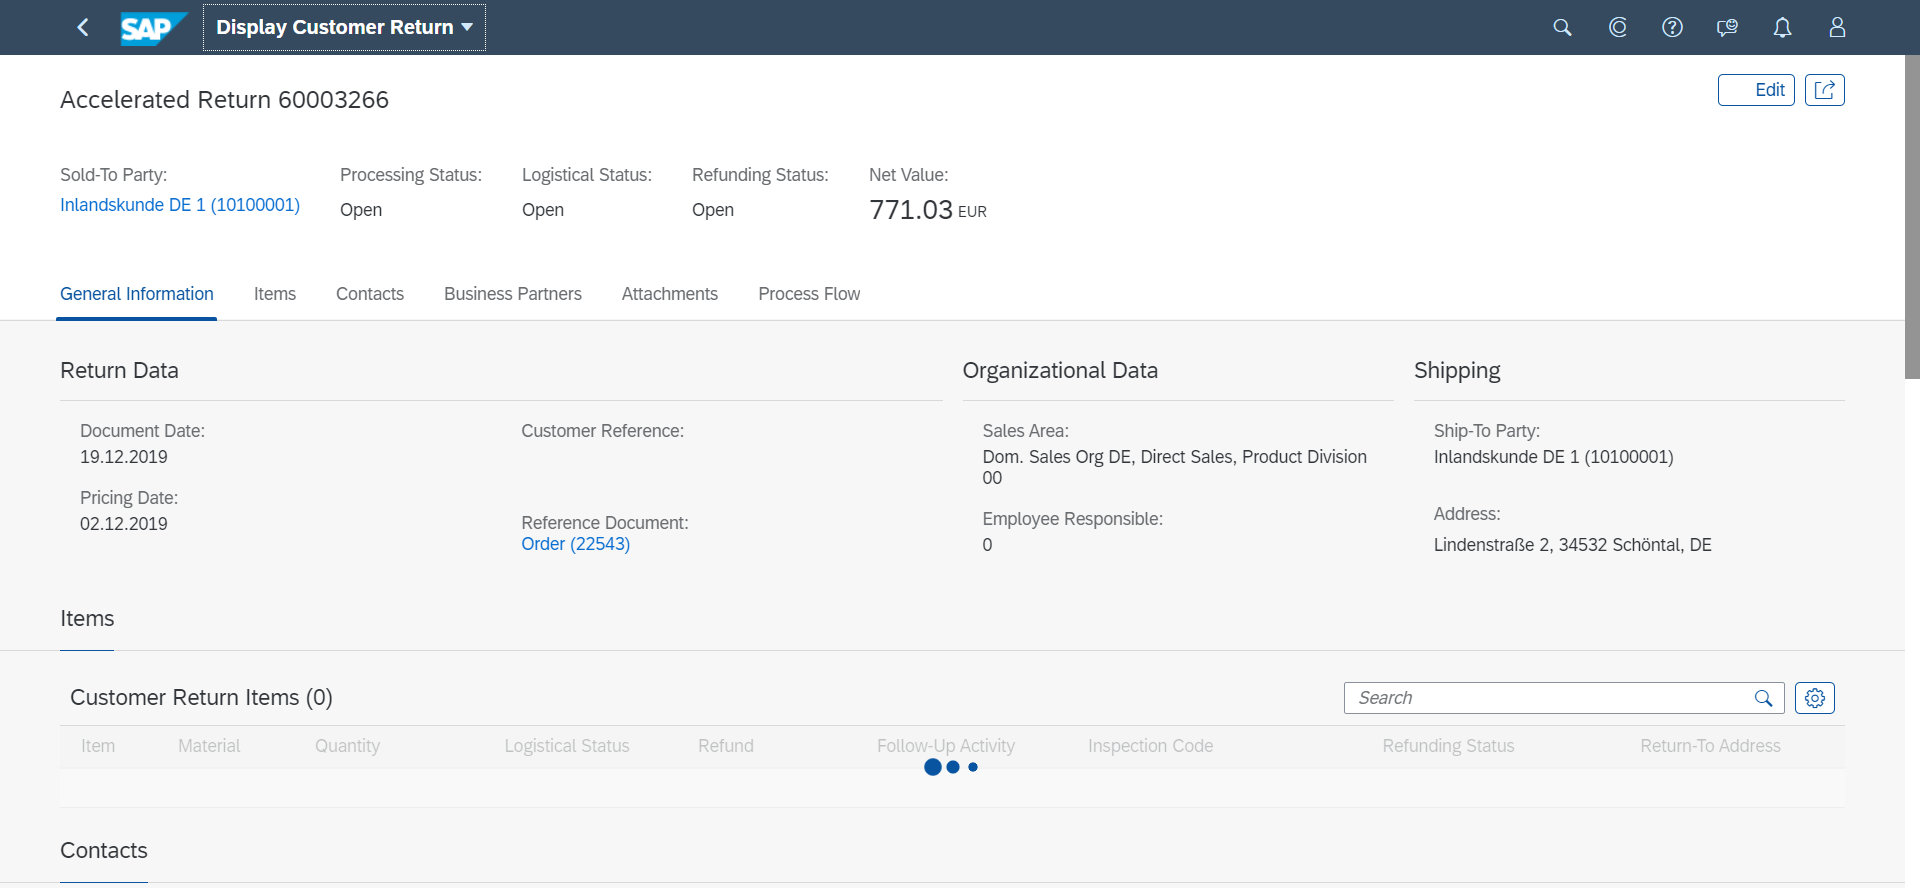 SAP
Display Customer Return
Accelerated Return 60003266
Edit
Sold-To Party:
Inlandskunde DE 1 (10100001)
Processing Status:
Open
Logistical Status:
Open
Refunding Status:
Open
Net Value:
771.03 EUR
General Information
Items
Contacts
Business Partners
Attachments
Process Flow
Return Data
Document Date:
19.12.2019
Pricing Date:
02.12.2019
Customer Reference:
Reference Document:
Order (22543)
Organizational Data
Sales Area:
Dom. Sales Org DE, Direct Sales, Product Division
00
Employee Responsible:
0
Shipping
Ship-To Party:
Inlandskunde DE 1 (10100001)
Address:
Lindenstraße 2, 34532 Schöntal, DE
Items
Customer Return Items (0)
Search
Item
Material
Quantity
Logistical Status
Refund
Follow-Up Activity
Inspection Code
Refunding Status
Return-To Address
Contacts